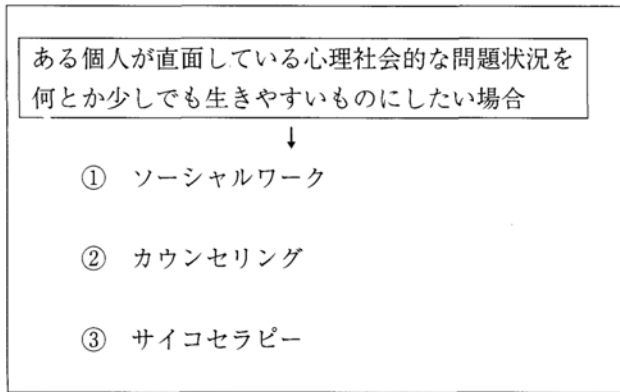 ある個人が直面している心理社会的な問題状況を
何とか少しでも生きやすいものにしたい場合
↓
① ソーシャルワーク
② カウンセリング
③ サイコセラピー